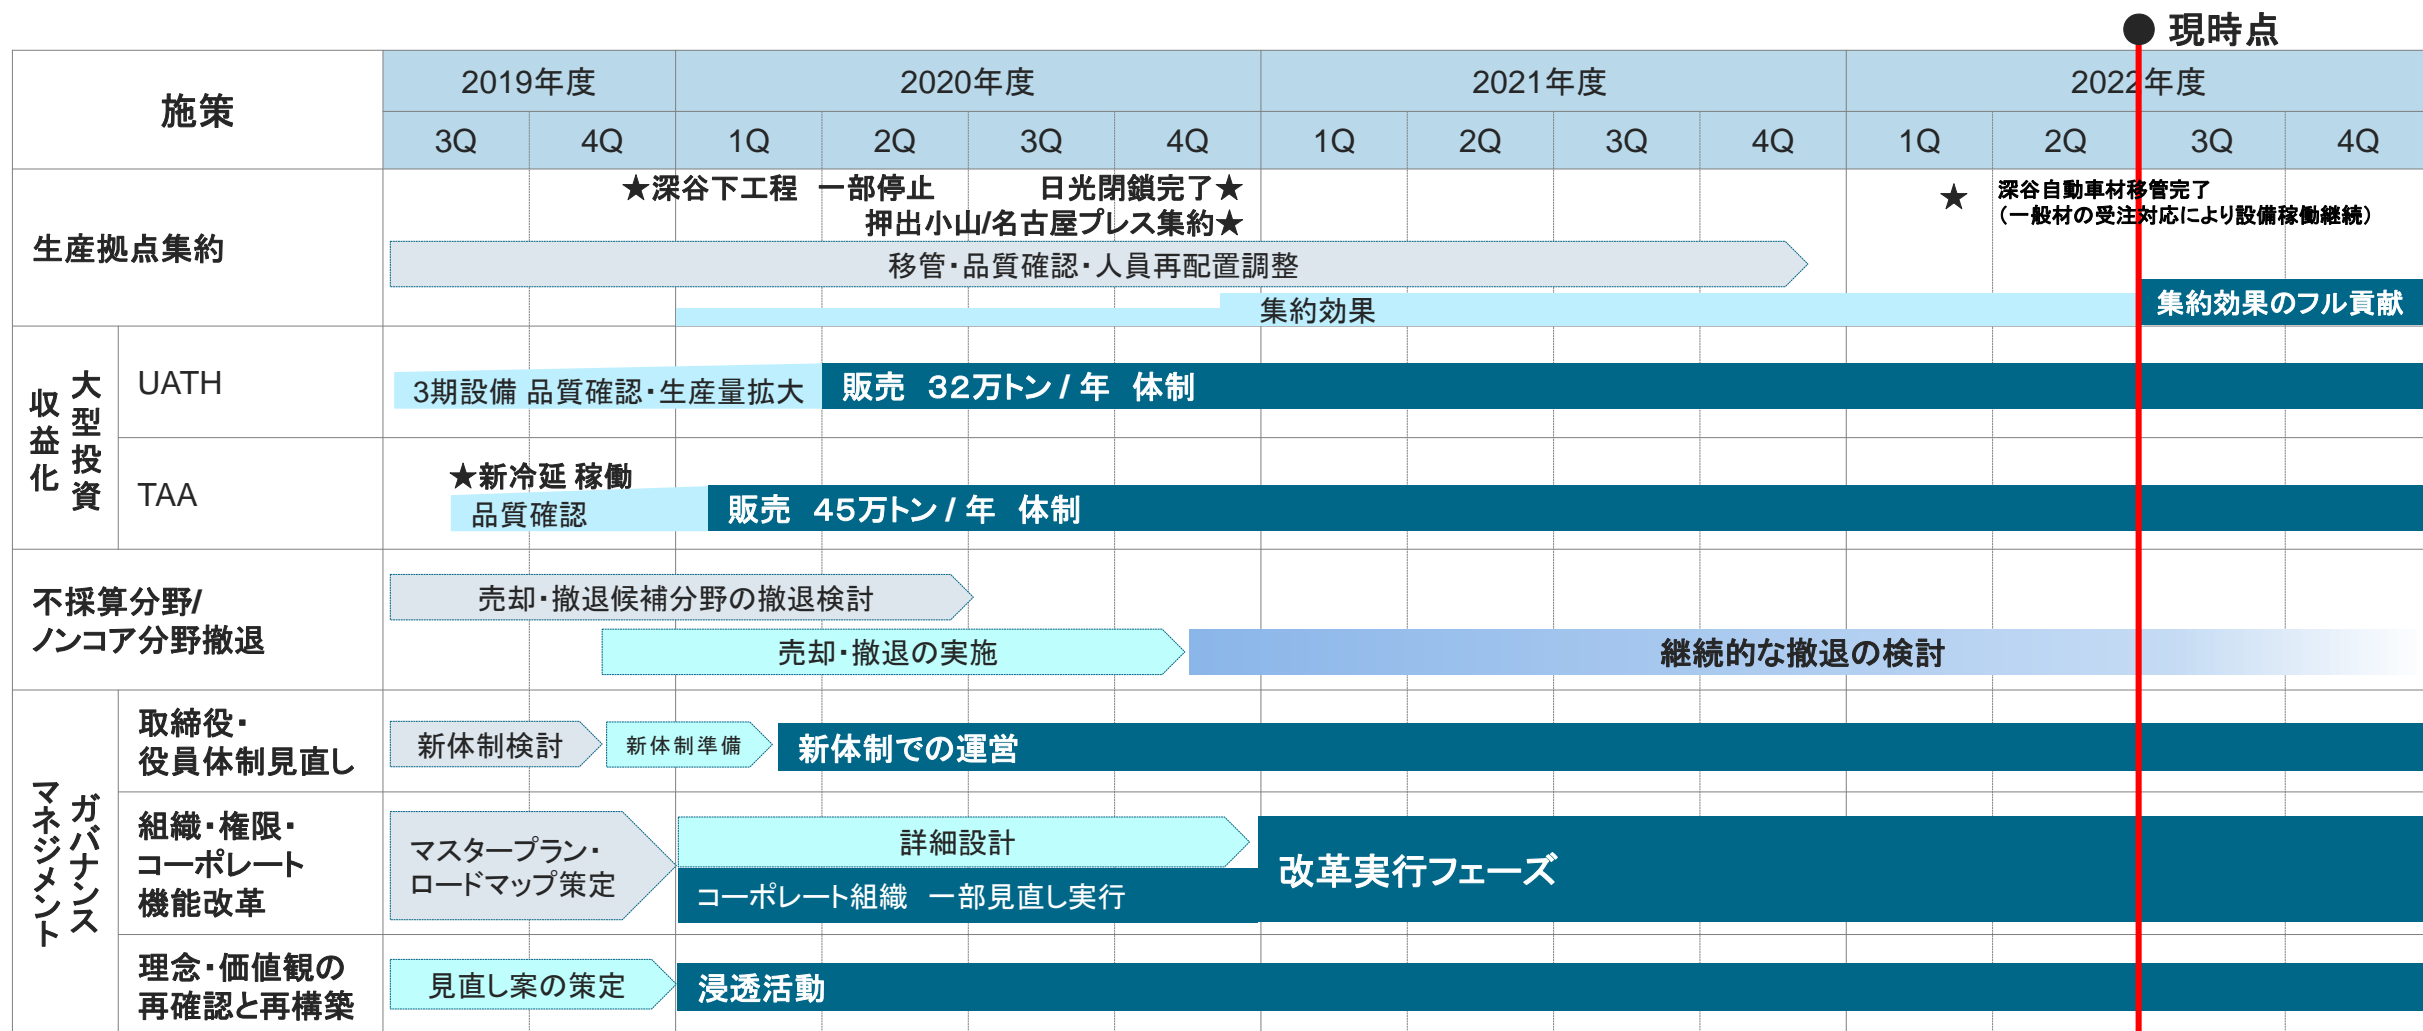 現時点
施策
2019年度
2020年度
2021年度
2022年度
3Q
4Q
1Q
2Q
3Q
4Q
1Q
2Q
3Q
4Q
1Q
2Q
3Q
4Q
生産拠点集約
★深谷下工程 一部停止
日光閉鎖完了★
押出小山/名古屋プレス集約★
★
深谷自動車材移管完了
（一般材の受注対応により設備稼働継続）
移管・品質確認・人員再配置調整
集約効果
集約効果のフル貢献
大型投資
収益化
UATH
3期設備 品質確認・生産量拡大
販売 32万トン / 年 体制
TAA
★新冷延 稼働
品質確認
販売 45万トン / 年 体制
不採算分野/
ノンコア分野撤退
売却・撤退候補分野の撤退検討
売却・撤退の実施
継続的な撤退の検討
ガバナンス
マネジメント
取締役・
役員体制見直し
新体制検討
新体制準備
新体制での運営
組織・権限・
コーポレート
機能改革
マスタープラン・
ロードマップ策定
詳細設計
コーポレート組織 一部見直し実行
改革実行フェーズ
理念・価値観の
再確認と再構築
見直し案の策定
浸透活動